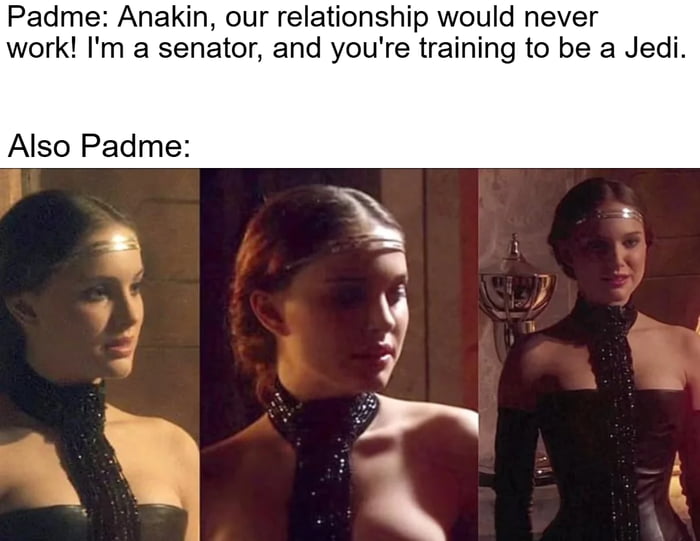 Padme: Anakin, our relationship would never
work! I'm a senator, and you're training to be a Jedi.
Also Padme: